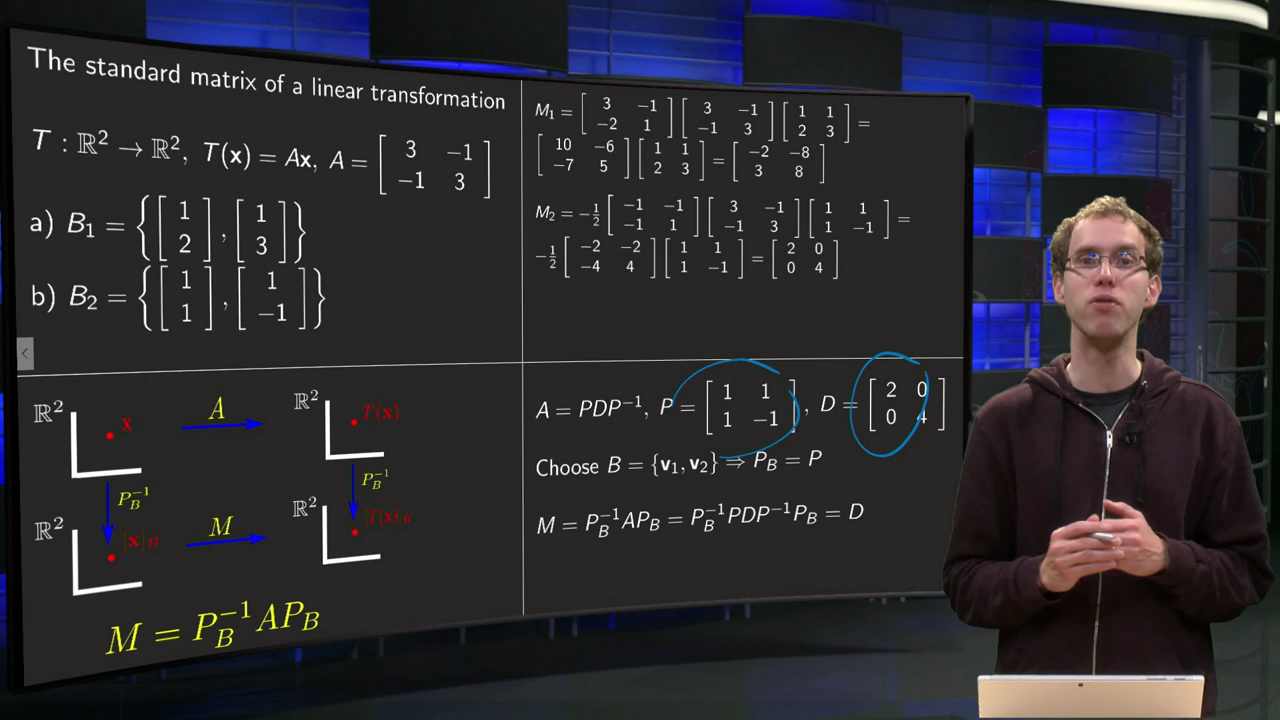 The standard matrix of a linear transformation
T : ℝ² → ℝ², T(x) = Ax, A = [ 3 −1 ; −1 3 ]
a) B₁ = { [ 1 ; 2 ] , [ 1 ; 3 ] }
b) B₂ = { [ 1 ; 1 ] , [ 1 ; −1 ] }
M₁ = [ 3 −1 ; −2 1 ] [ 3 −1 ; −1 3 ] [ 1 1 ; 2 3 ] =
[ 10 −6 ; −7 5 ] [ 1 1 ; 2 3 ] = [ −2 −8 ; 3 8 ]
M₂ = −½ [ −1 −1 ; −1 1 ] [ 3 −1 ; −1 3 ] [ 1 1 ; 1 −1 ] =
−½ [ −2 −2 ; −4 4 ] [ 1 1 ; 1 −1 ] = [ 2 0 ; 0 4 ]
ℝ² x A ℝ² T(x)
P_B⁻¹ P_B⁻¹
ℝ² [x]_B M ℝ² [T(x)]_B
M = P_B⁻¹AP_B
A = PDP⁻¹, P = [ 1 1 ; 1 −1 ] , D = [ 2 0 ; 0 4 ]
Choose B = {v₁, v₂} ⇒ P_B = P
M = P_B⁻¹AP_B = P_B⁻¹PDP⁻¹P_B = D